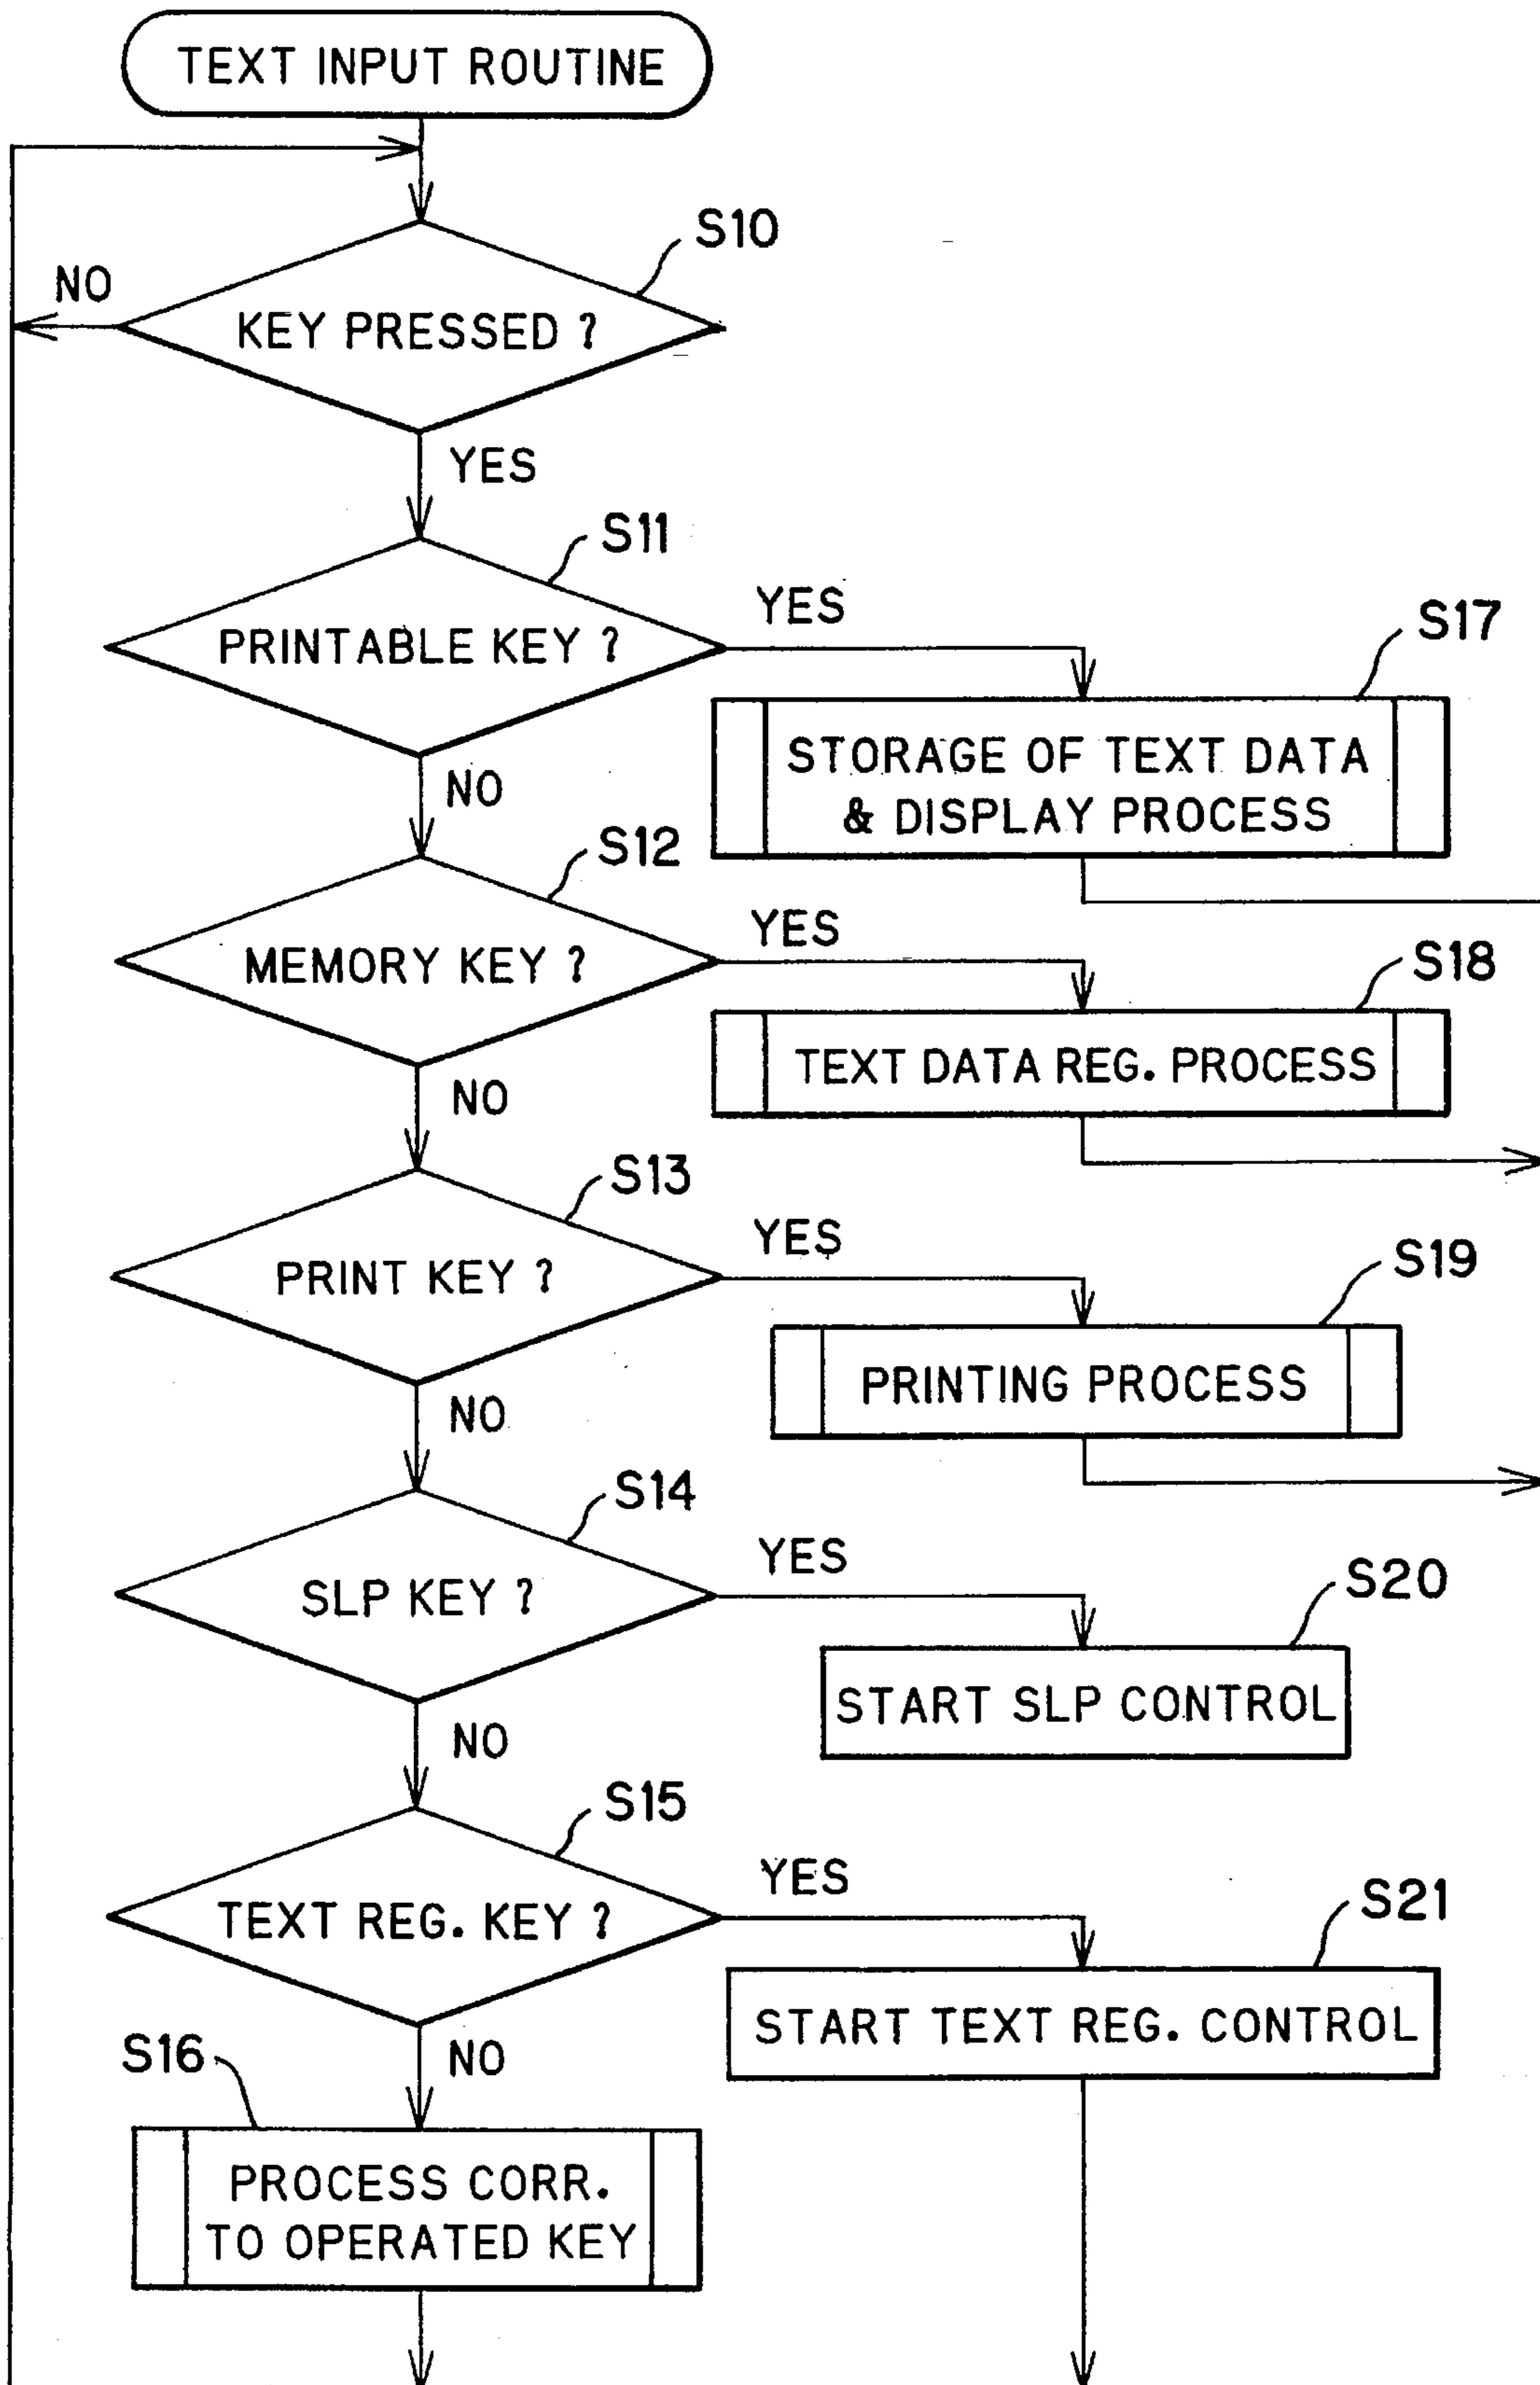 TEXT INPUT ROUTINE
S10
NO
KEY PRESSED ?
YES
S11
YES
PRINTABLE KEY ?
S17
STORAGE OF TEXT DATA
& DISPLAY PROCESS
NO
S12
YES
MEMORY KEY ?
S18
TEXT DATA REG. PROCESS
NO
S13
YES
PRINT KEY ?
S19
PRINTING PROCESS
NO
S14
YES
SLP KEY ?
S20
START SLP CONTROL
NO
S15
YES
TEXT REG. KEY ?
S21
START TEXT REG. CONTROL
NO
S16
PROCESS CORR.
TO OPERATED KEY